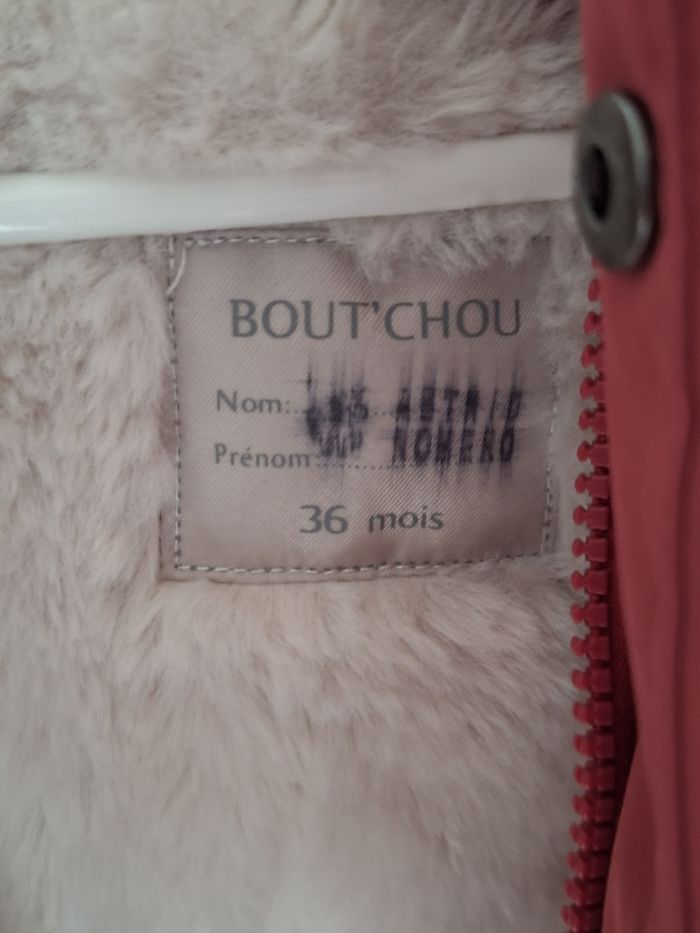 BOUT'CHOU
Nom: ASTRID
Prénom: ROMERO
36 mois